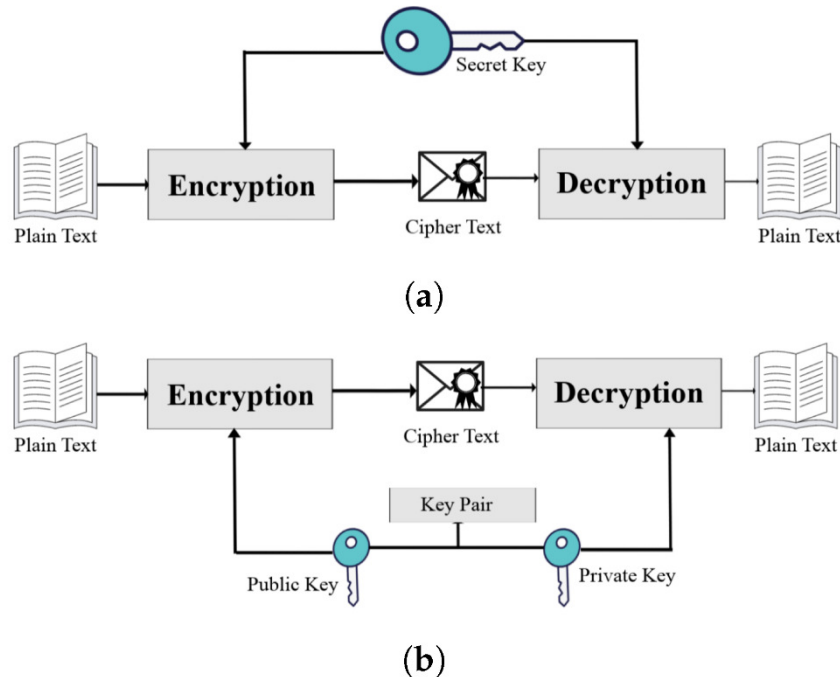 Secret Key
Encryption
Decryption
Plain Text
Cipher Text
Plain Text
(a)
Encryption
Decryption
Plain Text
Cipher Text
Plain Text
Key Pair
Public Key
Private Key
(b)